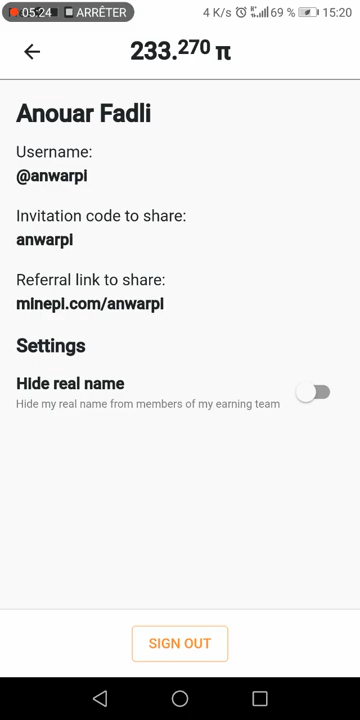 05:24 ARRÊTER 4 K/s 69 % 15:20
233.270 π
Anouar Fadli
Username:
@anwarpi
Invitation code to share:
anwarpi
Referral link to share:
minepi.com/anwarpi
Settings
Hide real name
Hide my real name from members of my earning team
SIGN OUT